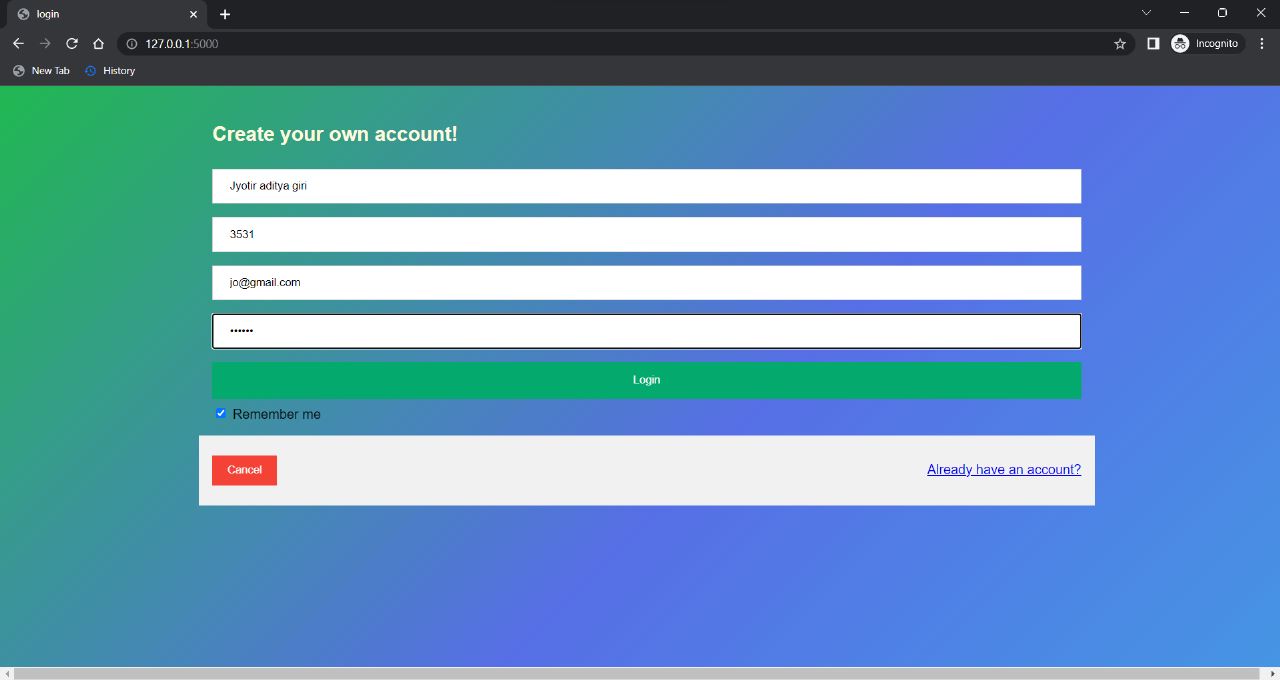 login
127.0.0.1:5000
Incognito
New Tab History
Create your own account!
Jyotir aditya giri
3531
jo@gmail.com
••••••
Login
Remember me
Cancel Already have an account?